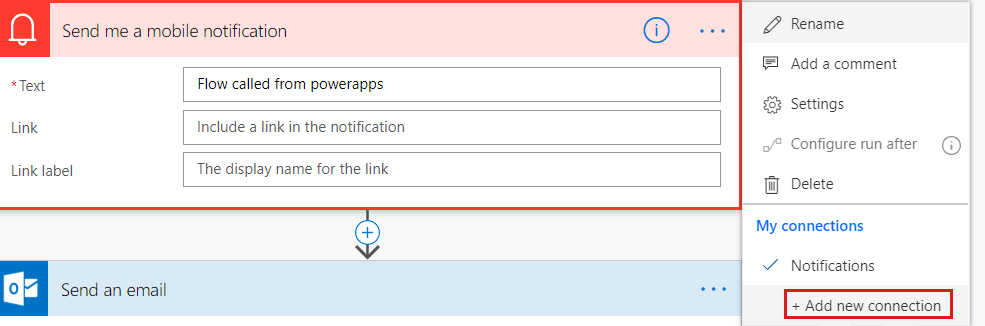 Send me a mobile notification
* Text
Flow called from powerapps
Link
Include a link in the notification
Link label
The display name for the link
Send an email
Rename
Add a comment
Settings
Configure run after
Delete
My connections
Notifications
+ Add new connection